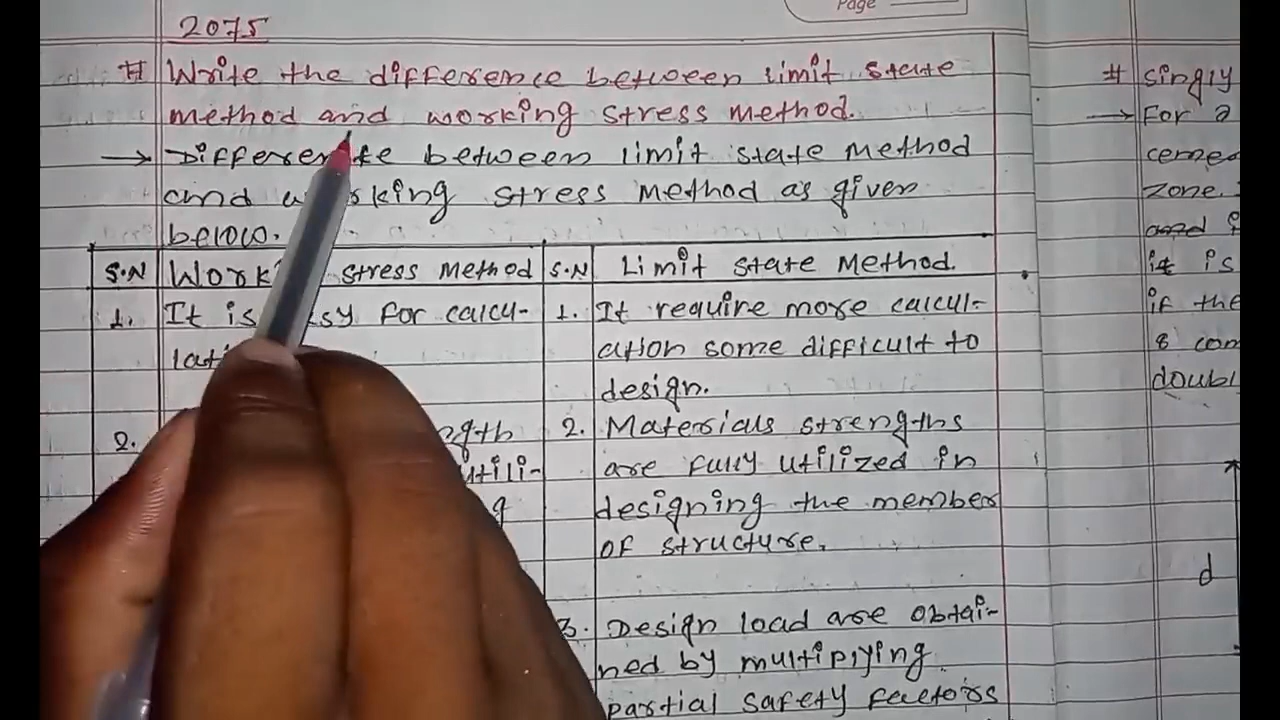 Page
2075
# Write the difference between limit state
method and working stress method.
→ Difference between limit state method
and working stress method as given
below.
S.N Work stress method S.N Limit state method.
1. It is easy for calcu- 1. It require more calcul-
ation some difficult to
design.
2. 2. Materials strengths
utili- are fully utilized in
designing the member
of structure.
3. Design load are obtai-
ned by multiplying
partial safety factors
# Singly
→ For a
zone.
and
it is
if the
& com
doubl
d